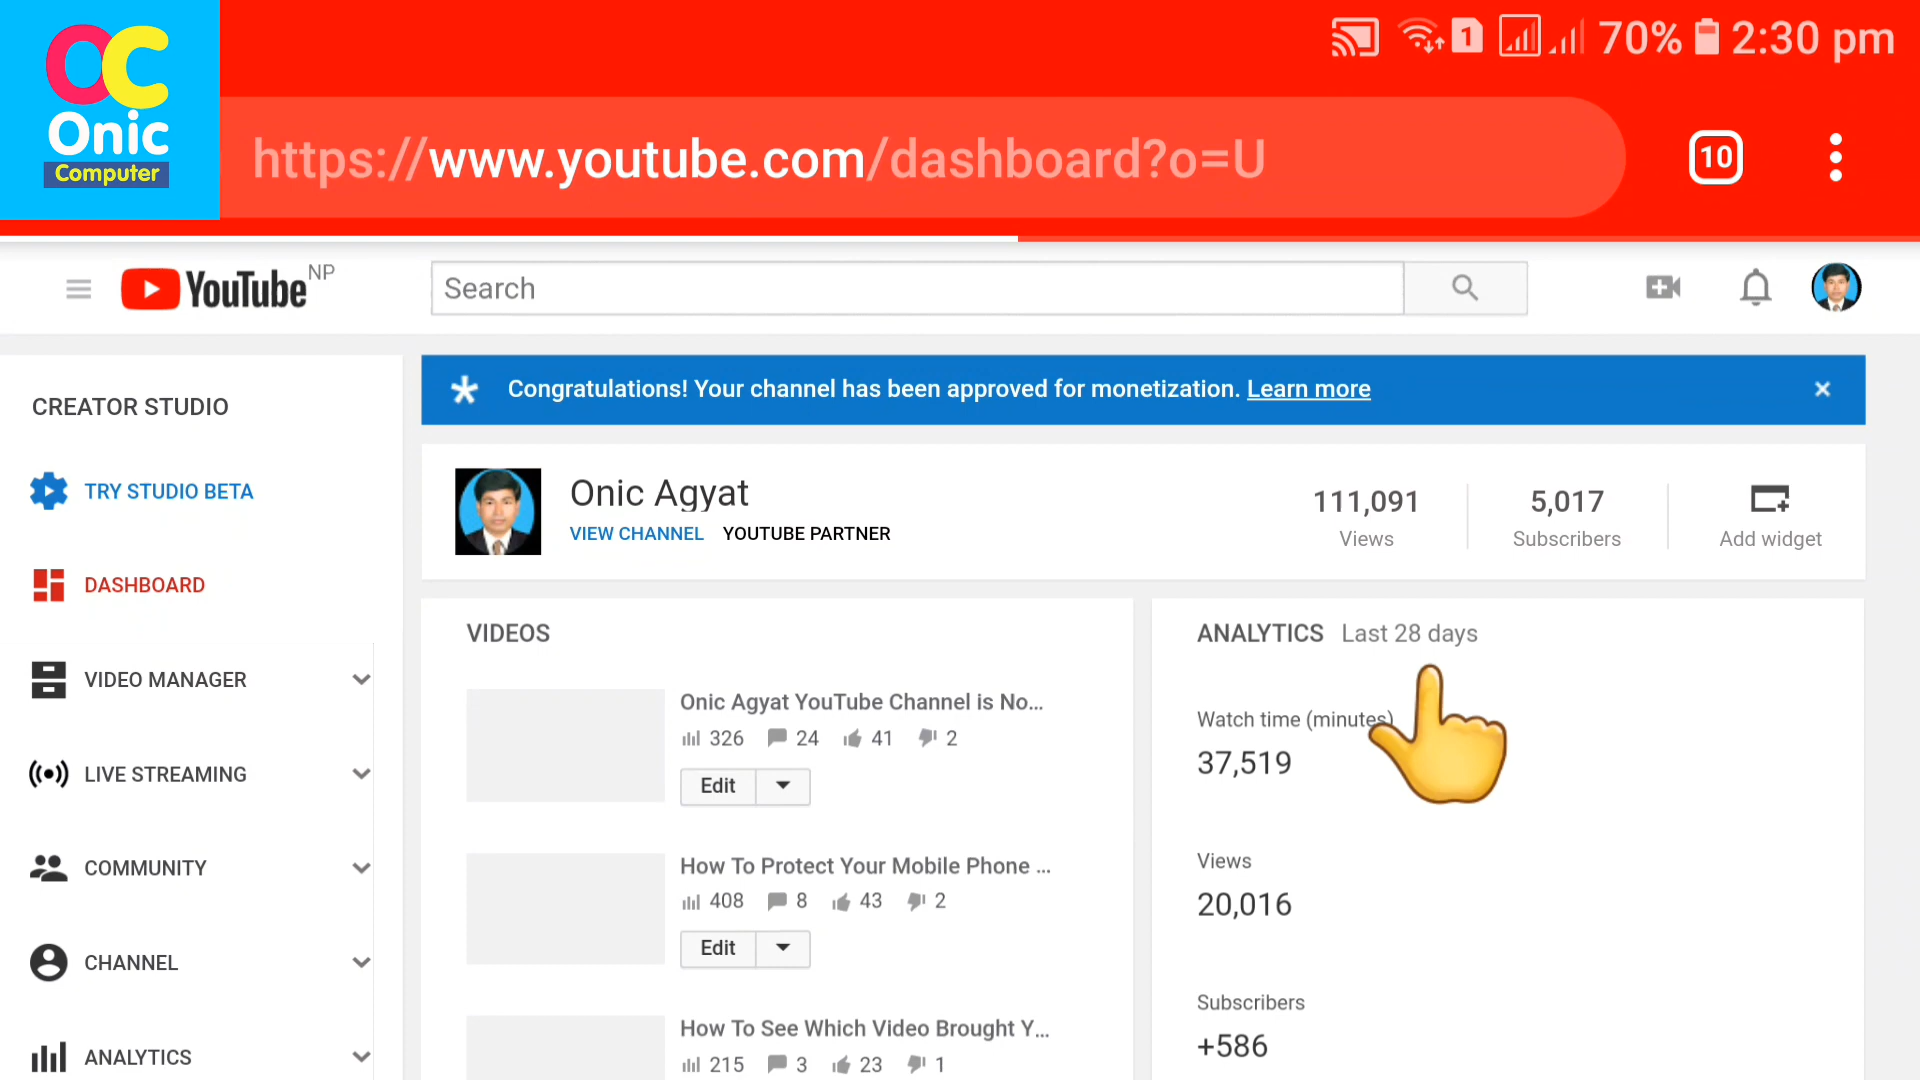 OC
Onic
Computer
1 70% 2:30 pm
https://www.youtube.com/dashboard?o=U
10
YouTube NP
Search
CREATOR STUDIO
TRY STUDIO BETA
DASHBOARD
VIDEO MANAGER
LIVE STREAMING
COMMUNITY
CHANNEL
ANALYTICS
Congratulations! Your channel has been approved for monetization. Learn more
Onic Agyat
VIEW CHANNEL YOUTUBE PARTNER
111,091
Views
5,017
Subscribers
Add widget
VIDEOS
Onic Agyat YouTube Channel is No...
326 24 41 2
Edit
How To Protect Your Mobile Phone ...
408 8 43 2
Edit
How To See Which Video Brought Y...
215 3 23 1
ANALYTICS Last 28 days
Watch time (minutes)
37,519
Views
20,016
Subscribers
+586